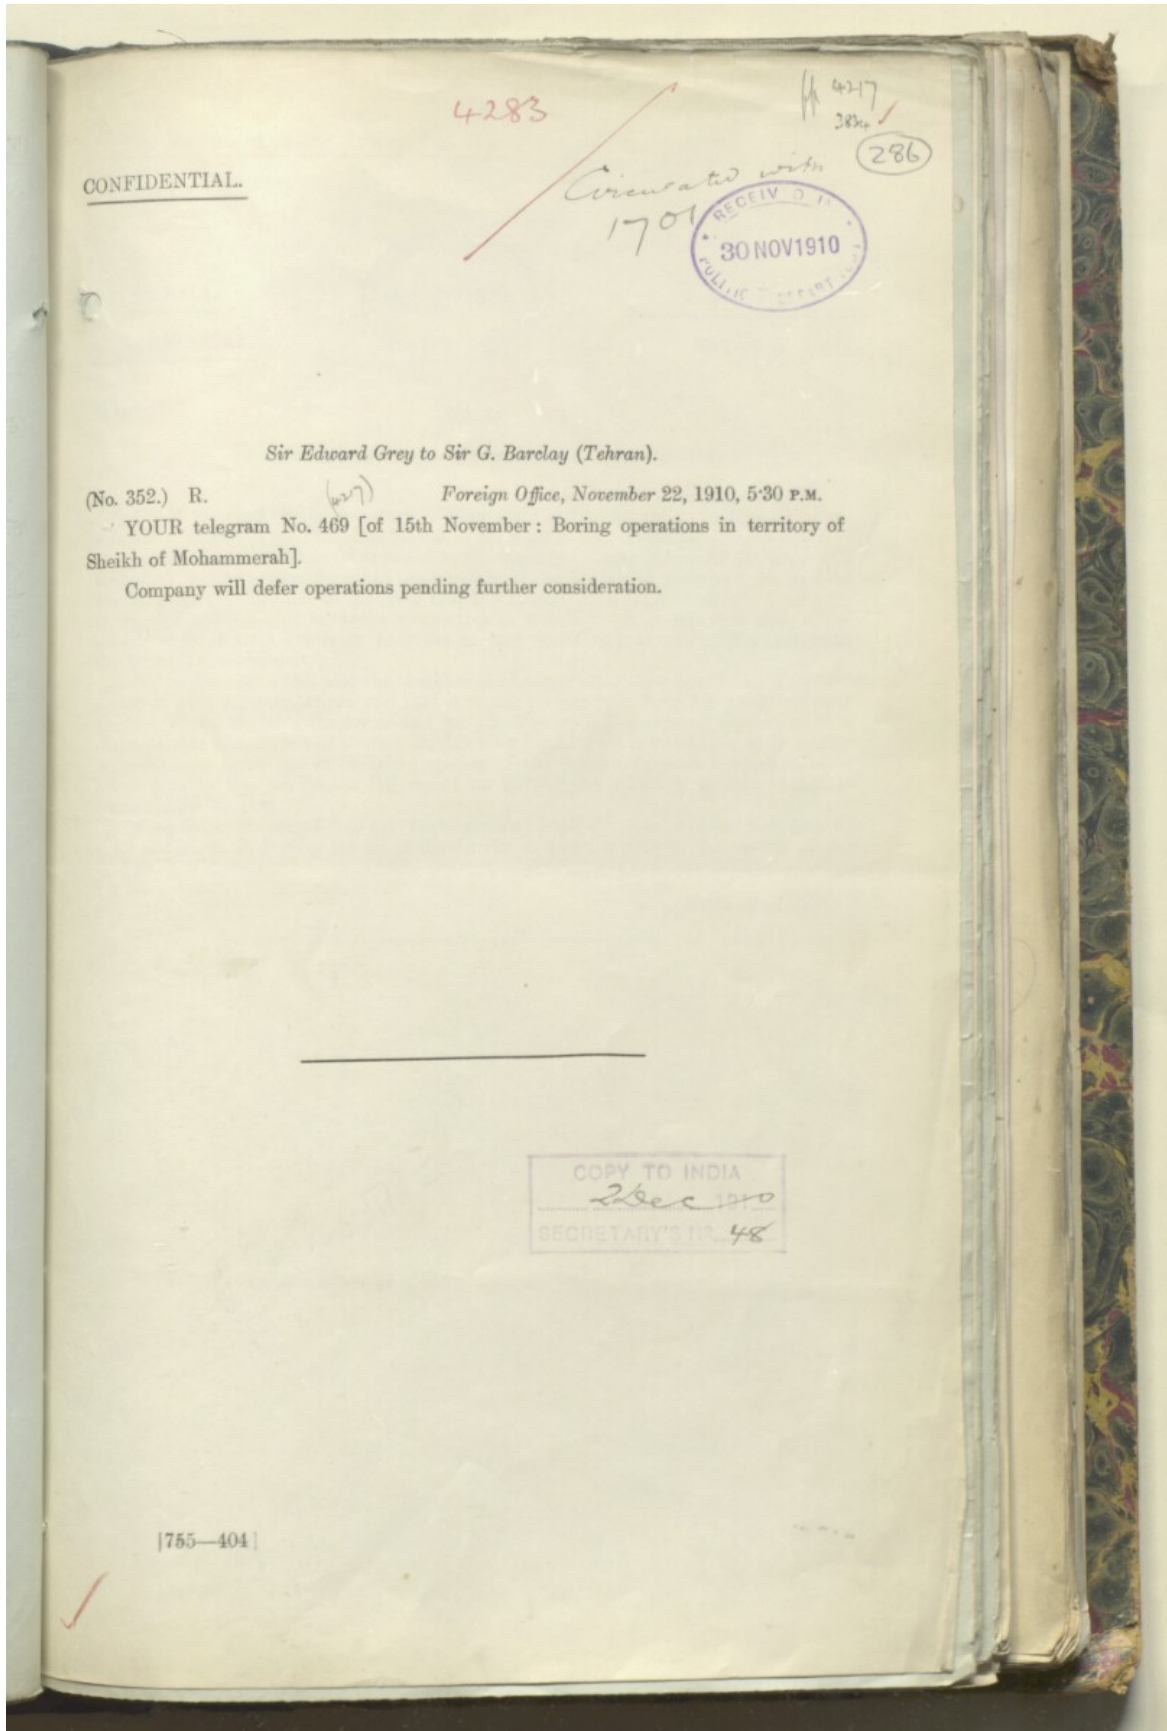 4283
4217
3834
286
CONFIDENTIAL.
Circulated with
1701
RECEIV
30 NOV 1910
Sir Edward Grey to Sir G. Barclay (Tehran).
(No. 352.) R. Foreign Office, November 22, 1910, 5·30 P.M.
YOUR telegram No. 469 [of 15th November : Boring operations in territory of
Sheikh of Mohammerah].
Company will defer operations pending further consideration.
COPY TO INDIA
2 Dec 1910
SECRETARY'S No. 48
[755—404]